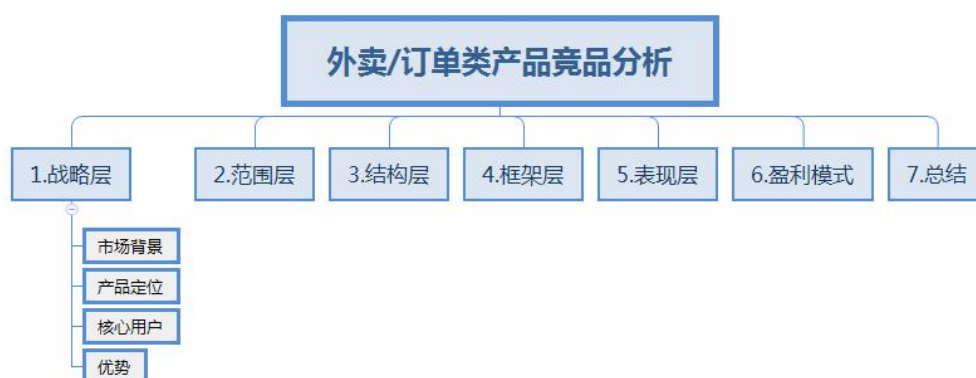 外卖/订单类产品竞品分析
1.战略层
2.范围层
3.结构层
4.框架层
5.表现层
6.盈利模式
7.总结
市场背景
产品定位
核心用户
优势